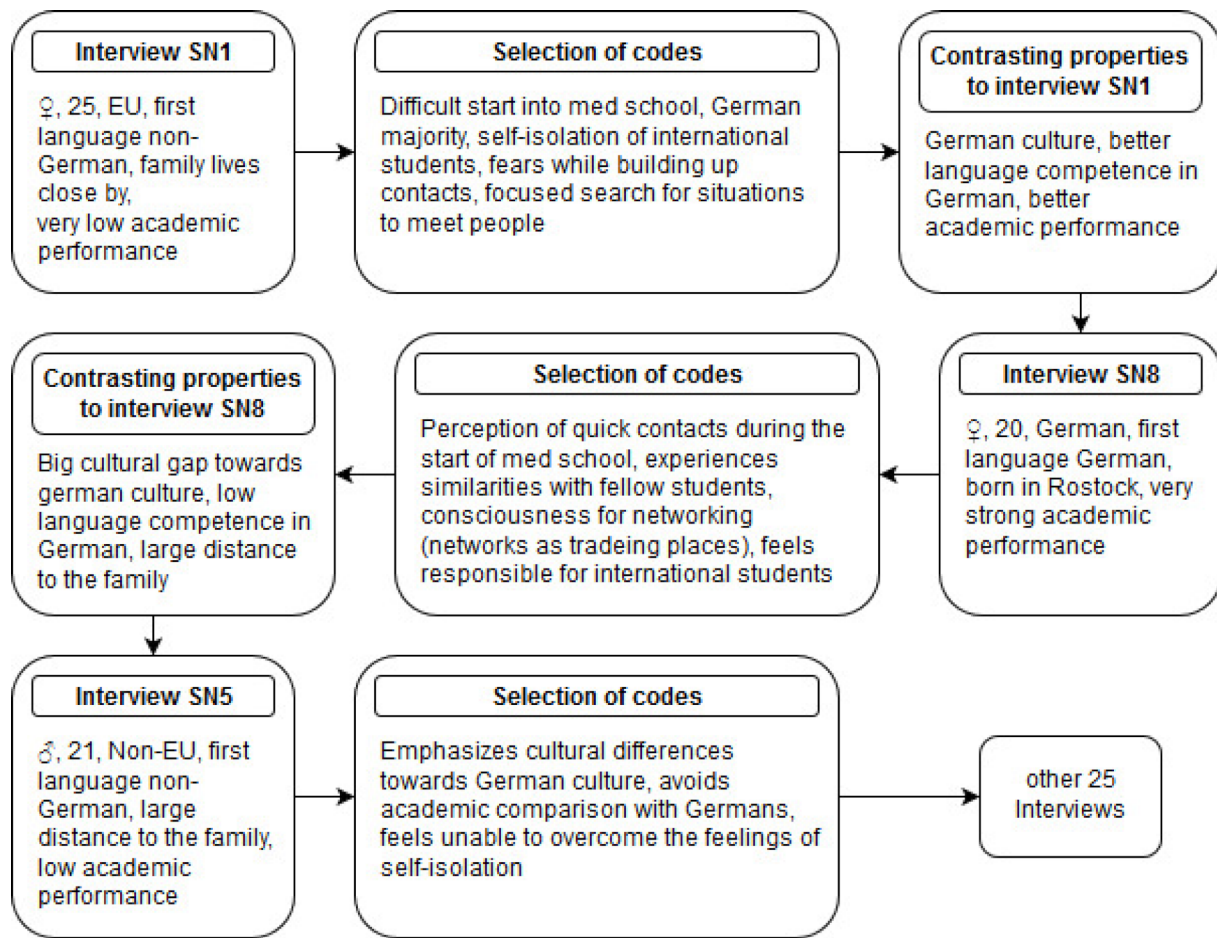 Interview SN1
♀, 25, EU, first
language non-
German, family lives
close by,
very low academic
performance
Selection of codes
Difficult start into med school, German
majority, self-isolation of international
students, fears while building up
contacts, focused search for situations
to meet people
Contrasting properties
to interview SN1
German culture, better
language competence in
German, better
academic performance
Interview SN8
♀, 20, German, first
language German,
born in Rostock, very
strong academic
performance
Selection of codes
Perception of quick contacts during the
start of med school, experiences
similarities with fellow students,
consciousness for networking
(networks as tradeing places), feels
responsible for international students
Contrasting properties
to interview SN8
Big cultural gap towards
german culture, low
language competence in
German, large distance
to the family
Interview SN5
♂, 21, Non-EU, first
language non-
German, large
distance to the family,
low academic
performance
Selection of codes
Emphasizes cultural differences
towards German culture, avoids
academic comparison with Germans,
feels unable to overcome the feelings of
self-isolation
other 25
Interviews